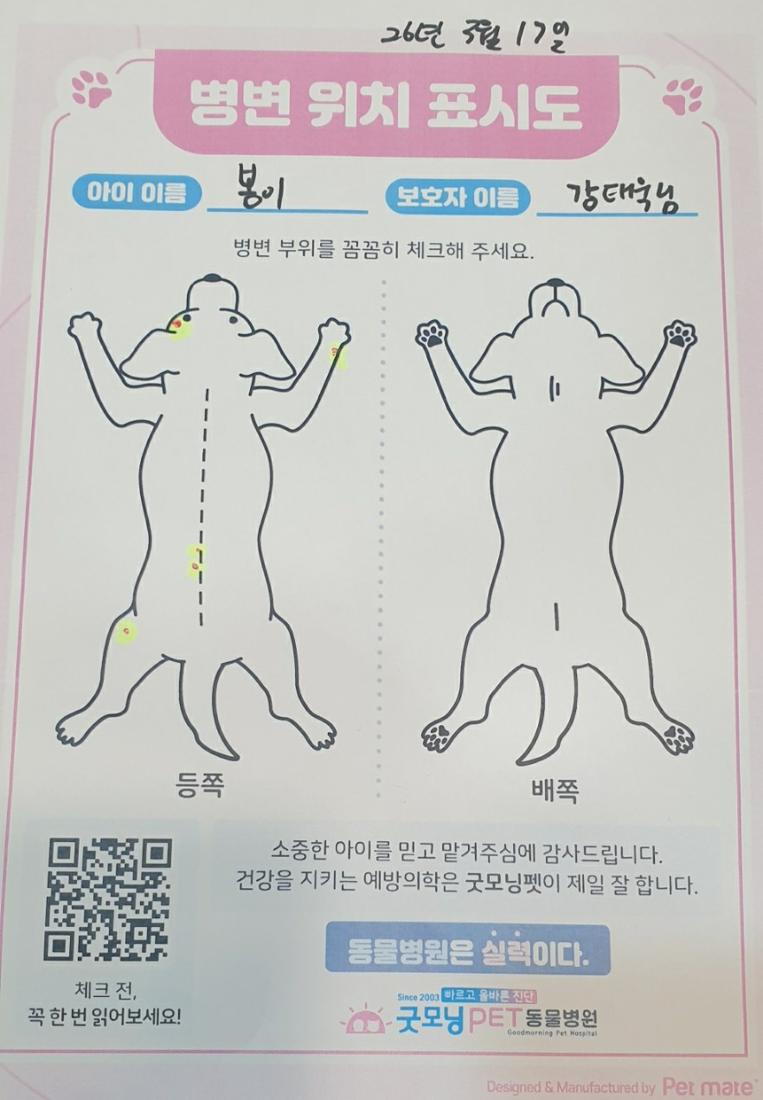 26년 3월 17일
병변 위치 표시도
아이 이름 봉이
보호자 이름 강태욱님
병변 부위를 꼼꼼히 체크해 주세요.
등쪽
배쪽
소중한 아이를 믿고 맡겨주심에 감사드립니다.
건강을 지키는 예방의학은 굿모닝펫이 제일 잘 합니다.
동물병원은 실력이다.
체크 전,
꼭 한 번 읽어보세요!
Since 2003 빠르고 올바른 진단
굿모닝PET동물병원
Goodmorning Pet Hospital
Designed & Manufactured by Pet mate